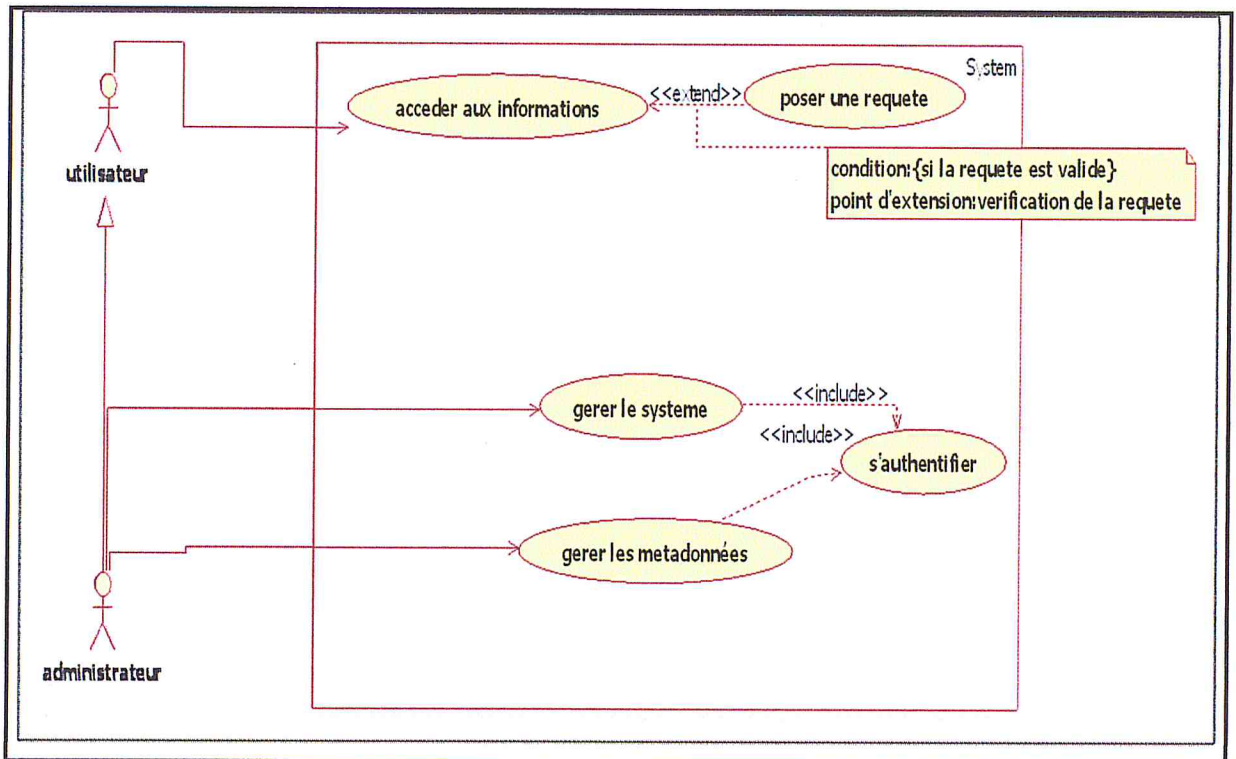 System
acceder aux informations
<<extend>>
poser une requete
utilisateur
condition:{si la requete est valide}
point d'extension:verification de la requete
gerer le systeme
<<include>>
<<include>>
s'authentifier
gerer les metadonnées
administrateur